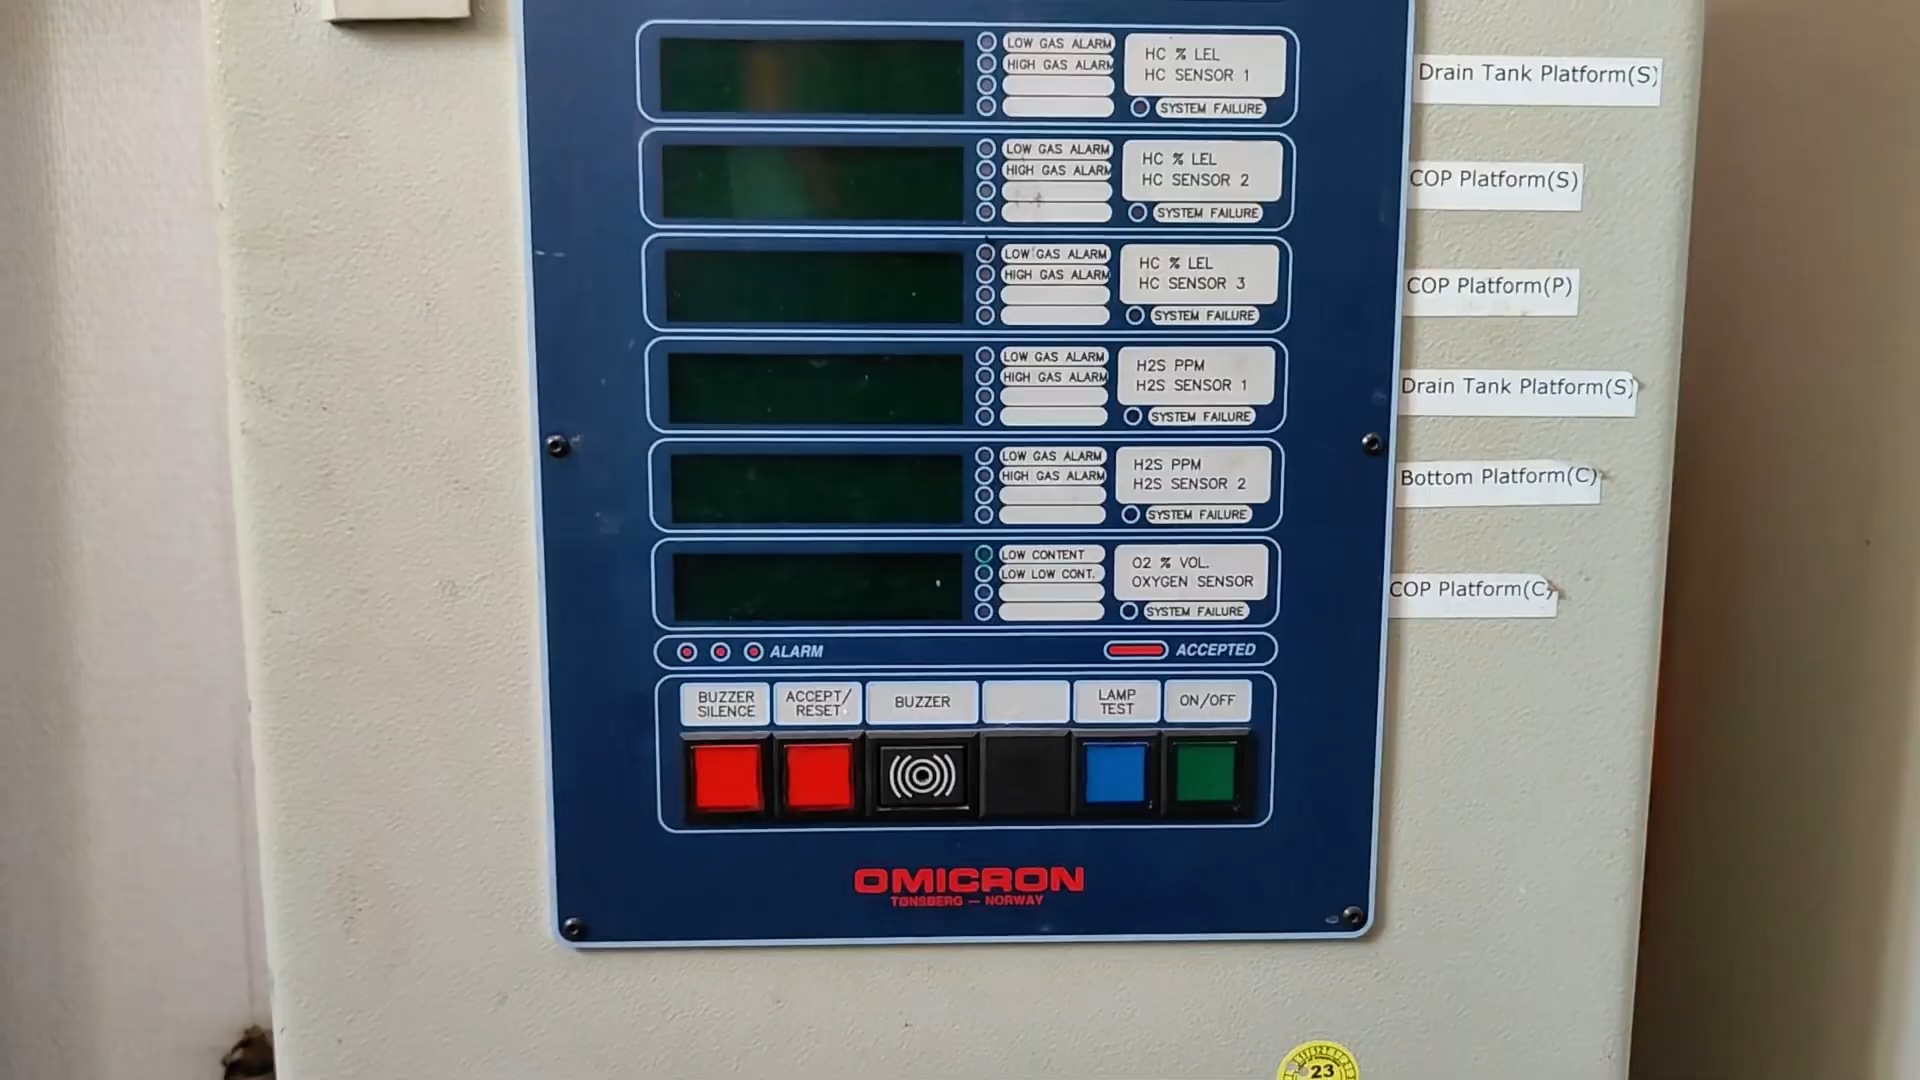 LOW GAS ALARM
HIGH GAS ALARM
HC % LEL
HC SENSOR 1
SYSTEM FAILURE
Drain Tank Platform(S)
LOW GAS ALARM
HIGH GAS ALARM
HC % LEL
HC SENSOR 2
SYSTEM FAILURE
COP Platform(S)
LOW GAS ALARM
HIGH GAS ALARM
HC % LEL
HC SENSOR 3
SYSTEM FAILURE
COP Platform(P)
LOW GAS ALARM
HIGH GAS ALARM
H2S PPM
H2S SENSOR 1
SYSTEM FAILURE
Drain Tank Platform(S)
LOW GAS ALARM
HIGH GAS ALARM
H2S PPM
H2S SENSOR 2
SYSTEM FAILURE
Bottom Platform(C)
LOW CONTENT
LOW LOW CONT.
O2 % VOL.
OXYGEN SENSOR
SYSTEM FAILURE
COP Platform(C)
ALARM
ACCEPTED
BUZZER
SILENCE
ACCEPT/
RESET
BUZZER
LAMP
TEST
ON/OFF
OMICRON
TØNSBERG — NORWAY
23